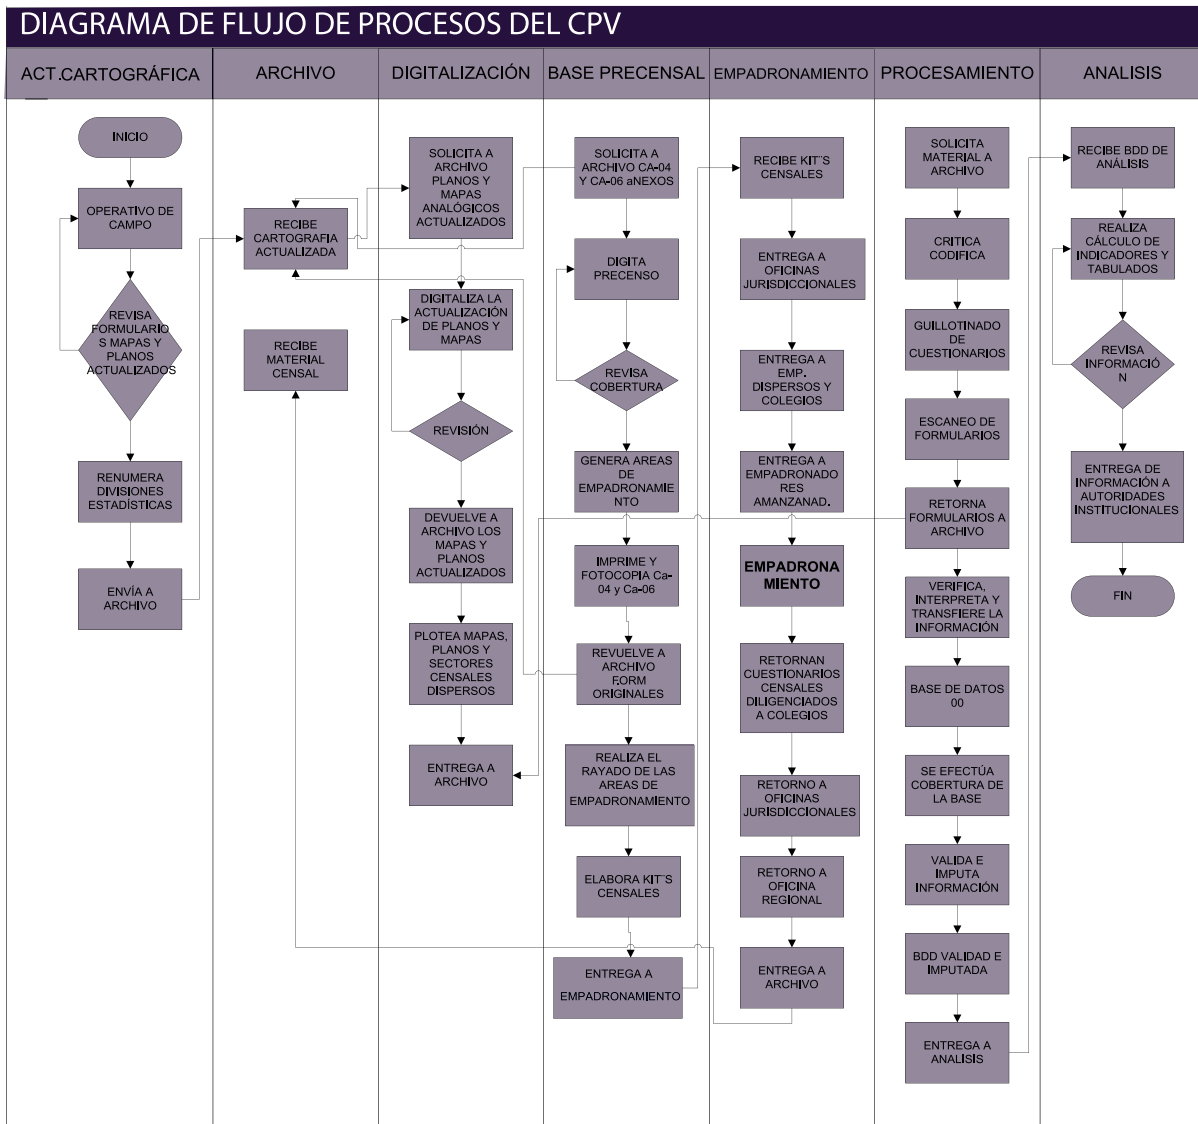 DIAGRAMA DE FLUJO DE PROCESOS DEL CPV
ACT.CARTOGRÁFICA
ARCHIVO
DIGITALIZACIÓN
BASE PRECENSAL
EMPADRONAMIENTO
PROCESAMIENTO
ANALISIS
INICIO
OPERATIVO DE
CAMPO
REVISA
FORMULARIO
S MAPAS Y
PLANOS
ACTUALIZADOS
RENUMERA
DIVISIONES
ESTADÍSTICAS
ENVÍA A
ARCHIVO
RECIBE
CARTOGRAFIA
ACTUALIZADA
RECIBE
MATERIAL
CENSAL
SOLICITA A
ARCHIVO
PLANOS Y
MAPAS
ANALÓGICOS
ACTUALIZADOS
DIGITALIZA LA
ACTUALIZACIÓN
DE PLANOS Y
MAPAS
REVISIÓN
DEVUELVE A
ARCHIVO LOS
MAPAS Y
PLANOS
ACTUALIZADOS
PLOTEA MAPAS,
PLANOS Y
SECTORES
CENSALES
DISPERSOS
ENTREGA A
ARCHIVO
SOLICITA A
ARCHIVO CA-04
Y CA-06 aNEXOS
DIGITA
PRECENSO
REVISA
COBERTURA
GENERA AREAS
DE
EMPADRONAMIE
NTO
IMPRIME Y
FOTOCOPIA Ca-
04 y Ca-06
REVUELVE A
ARCHIVO
F.ORM
ORIGINALES
REALIZA EL
RAYADO DE LAS
AREAS DE
EMPADRONAMIENTO
ELABORA KIT´S
CENSALES
ENTREGA A
EMPADRONAMIENTO
RECIBE KIT¨S
CENSALES
ENTREGA A
OFICINAS
JURISDICCIONALES
ENTREGA A
EMP.
DISPERSOS Y
COLEGIOS
ENTREGA A
EMPADRONADO
RES
AMANZANAD.
EMPADRONA
MIENTO
RETORNAN
CUESTIONARIOS
CENSALES
DILIGENCIADOS
A COLEGIOS
RETORNO A
OFICINAS
JURISDICCIONALES
RETORNO A
OFICINA
REGIONAL
ENTREGA A
ARCHIVO
SOLICITA
MATERIAL A
ARCHIVO
CRITICA
CODIFICA
GUILLOTINADO
DE
CUESTIONARIOS
ESCANEO DE
FORMULARIOS
RETORNA
FORMULARIOS A
ARCHIVO
VERIFICA,
INTERPRETA Y
TRANSFIERE LA
INFORMACIÓN
BASE DE DATOS
00
SE EFECTÚA
COBERTURA DE
LA BASE
VALIDA E
IMPUTA
INFORMACIÓN
BDD VALIDAD E
IMPUTADA
ENTREGA A
ANALISIS
RECIBE BDD DE
ANÁLISIS
REALIZA
CÁLCULO DE
INDICADORES Y
TABULADOS
REVISA
INFORMACIÓ
N
ENTREGA DE
INFORMACIÓN A
AUTORIDADES
INSTITUCIONALES
FIN